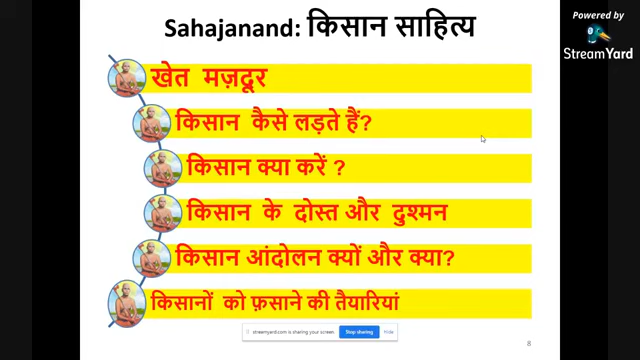 Sahajanand: किसान साहित्य
Powered by
StreamYard
खेत मज़दूर
किसान कैसे लड़ते हैं?
किसान क्या करें ?
किसान के दोस्त और दुश्मन
किसान आंदोलन क्यों और क्या?
किसानों को फ़साने की तैयारियां
streamyard.com is sharing your screen. Stop sharing Hide
8